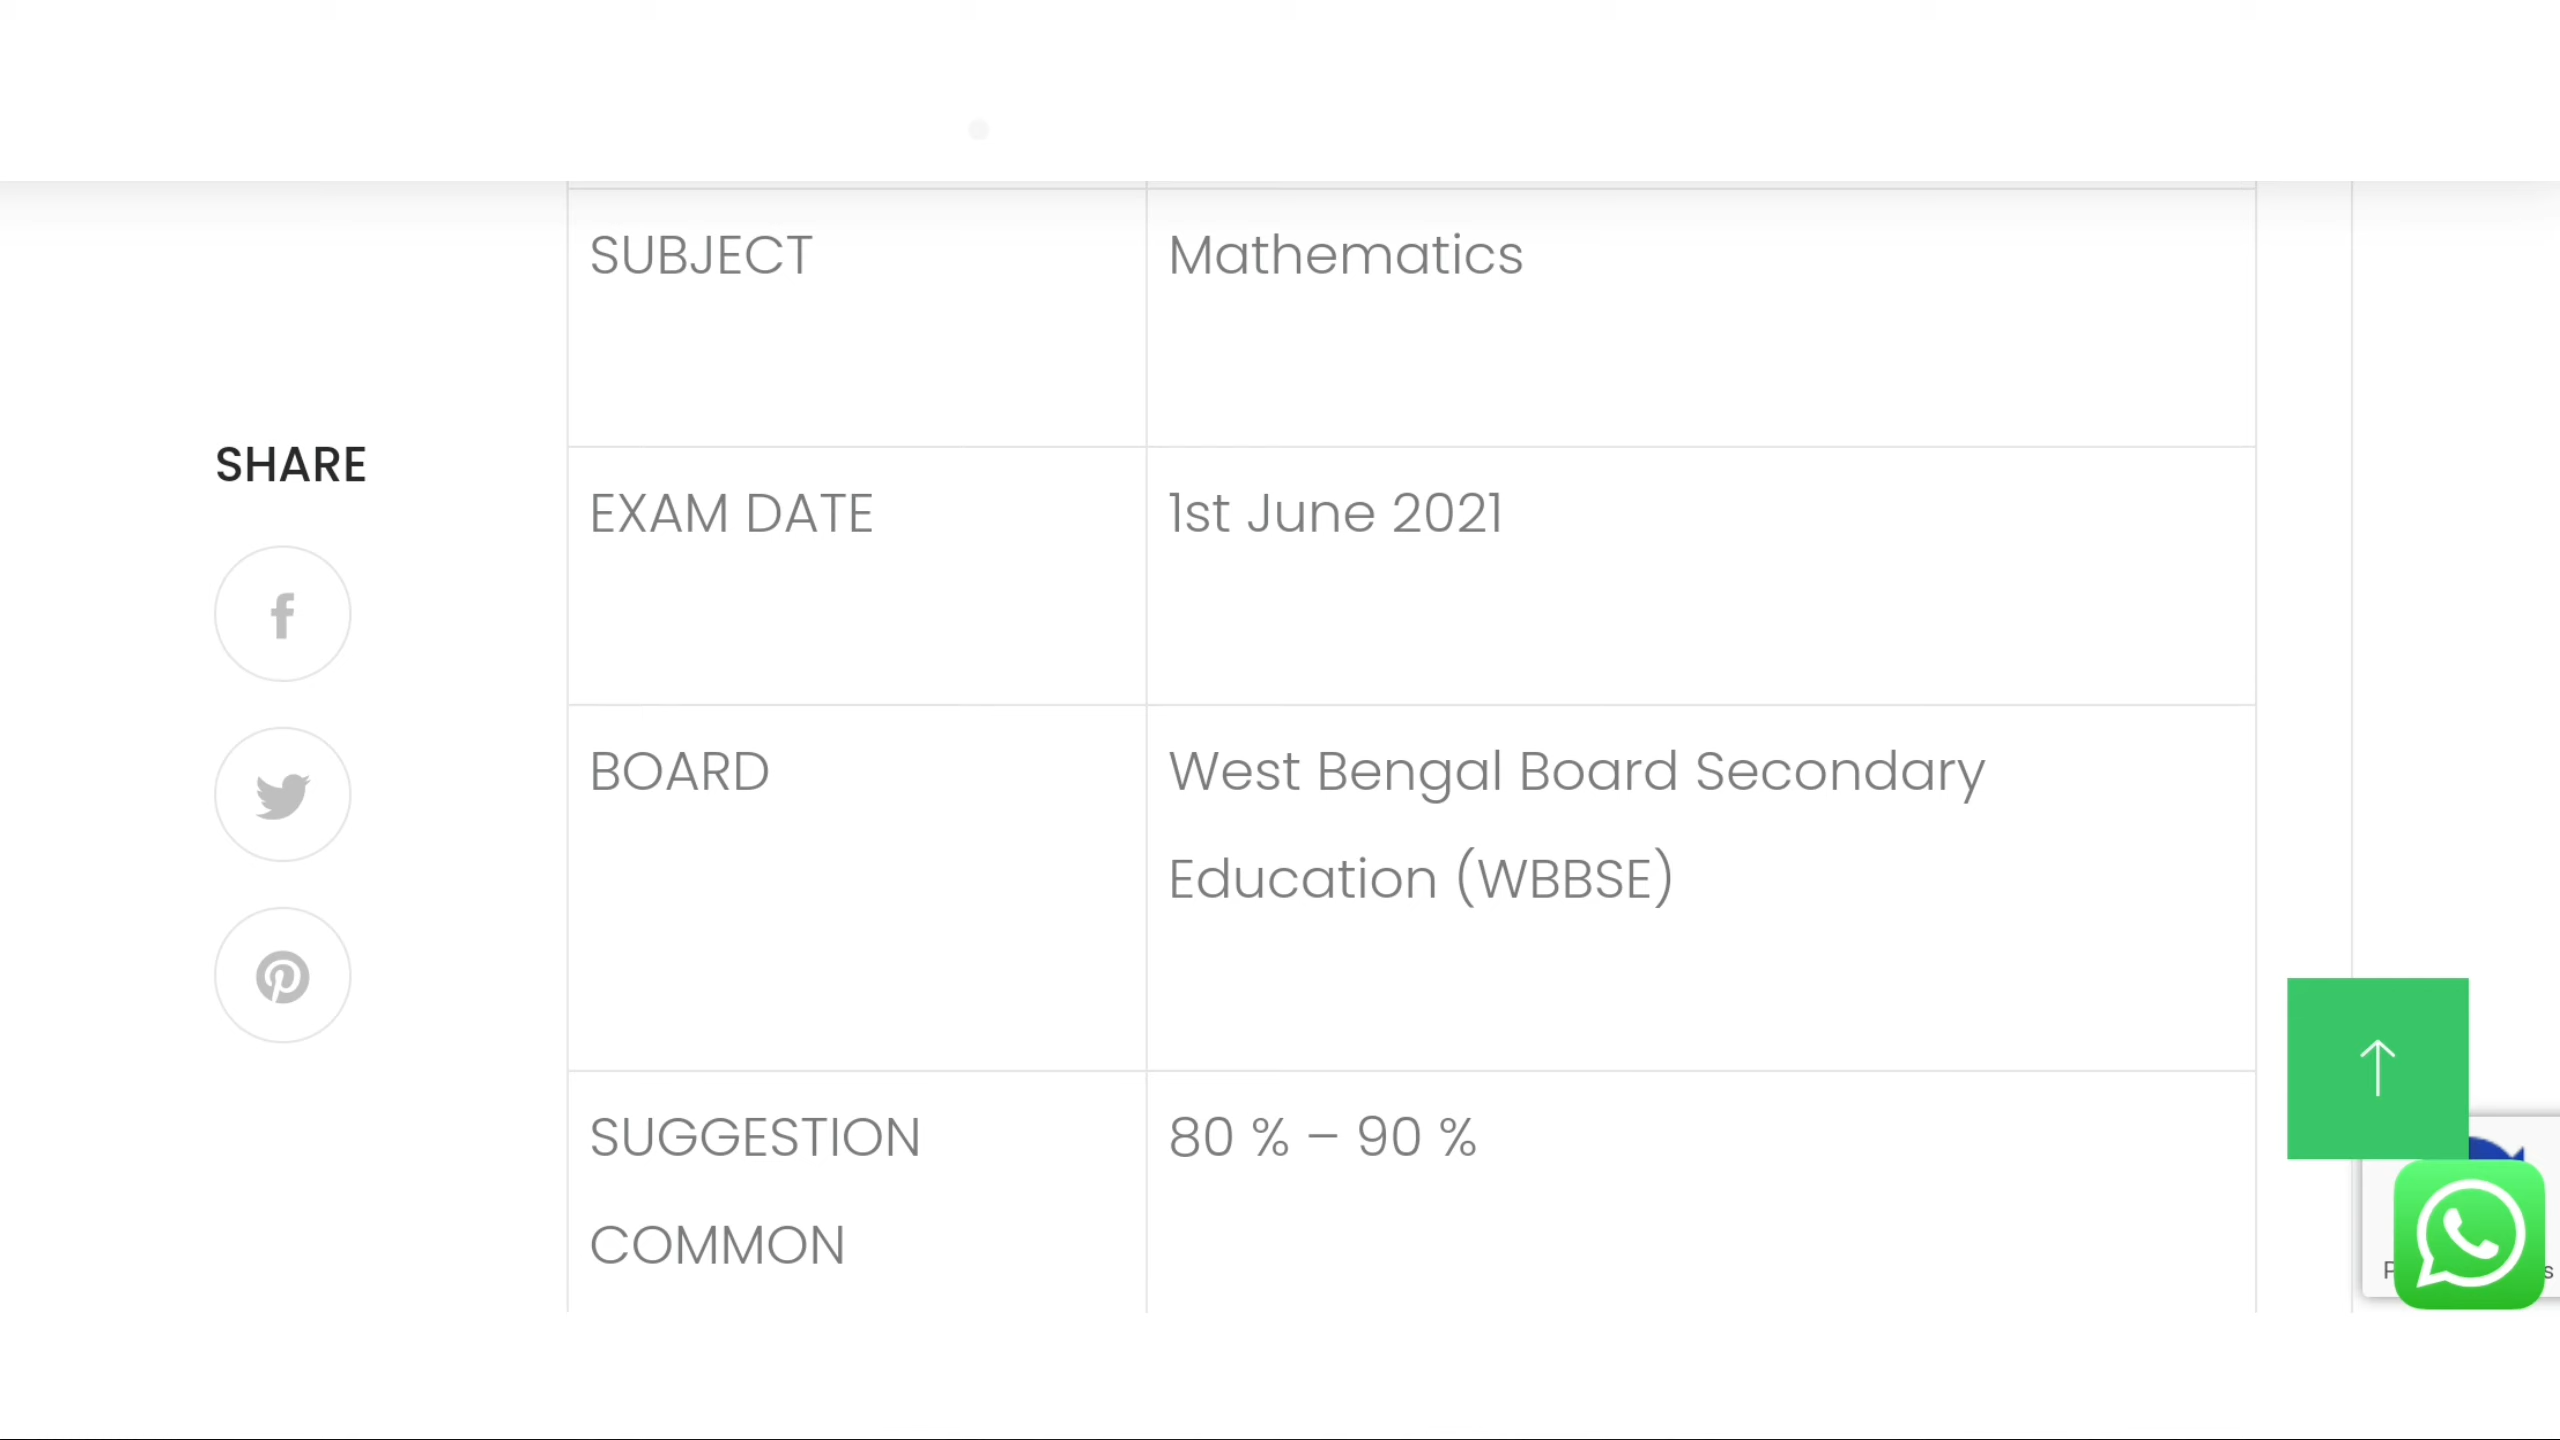 SUBJECT
Mathematics
SHARE
EXAM DATE
1st June 2021
BOARD
West Bengal Board Secondary
Education (WBBSE)
SUGGESTION
COMMON
80 % – 90 %